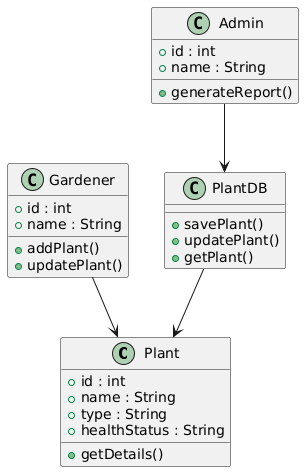 C Admin
id : int
name : String
generateReport()
C Gardener
id : int
name : String
addPlant()
updatePlant()
C PlantDB
savePlant()
updatePlant()
getPlant()
C Plant
id : int
name : String
type : String
healthStatus : String
getDetails()